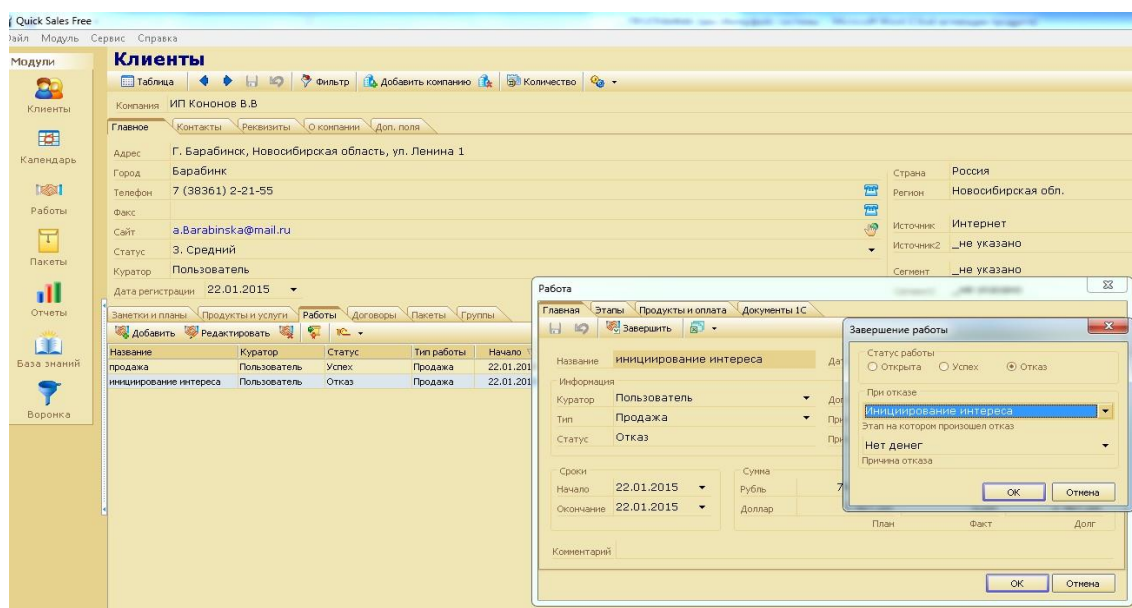 Quick Sales Free
Файл Модуль Сервис Справка
Модули
Клиенты
Календарь
Работы
Пакеты
Отчеты
База знаний
Воронка
Клиенты
Таблица Фильтр Добавить компанию Количество
Компания ИП Кононов В.В
Главное Контакты Реквизиты О компании Доп. поля
Адрес Г. Барабинск, Новосибирская область, ул. Ленина 1
Город Барабинк Страна Россия
Телефон 7 (38361) 2-21-55 Регион Новосибирская обл.
Факс
Сайт a.Barabinska@mail.ru Источник Интернет
Статус 3. Средний Источник2 _не указано
Куратор Пользователь Сегмент _не указано
Дата регистрации 22.01.2015
Заметки и планы Продукты и услуги Работы Договоры Пакеты Группы
Добавить Редактировать
Название Куратор Статус Тип работы Начало
продажа Пользователь Успех Продажа 22.01.201
инициирование интереса Пользователь Отказ Продажа 22.01.201
Работа
Главная Этапы Продукты и оплата Документы 1С
Завершить
Название инициирование интереса Дат
Информация
Куратор Пользователь Дог
Тип Продажа При
Статус Отказ При
Сроки Сумма
Начало 22.01.2015 Рубль 7
Окончание 22.01.2015 Доллар
План Факт Долг
Комментарий
ОК Отмена
Завершение работы
Статус работы
Открыта Успех Отказ
При отказе
Инициирование интереса
Этап на котором произошел отказ
Нет денег
Причина отказа
ОК Отмена